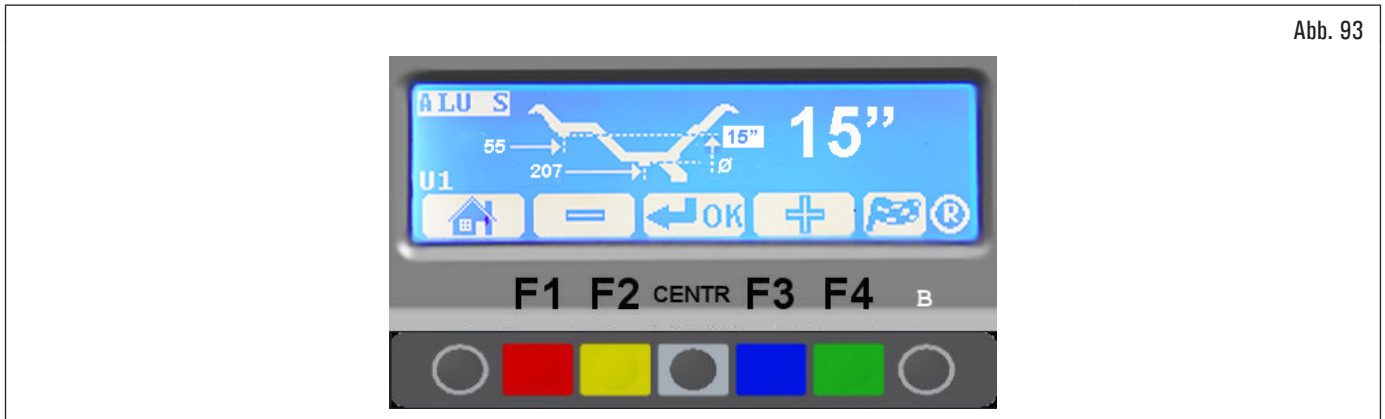 Abb. 93
ALU S
15”
15”
55
207
Ø
U1
OK
®
F1 F2 CENTR F3 F4 B